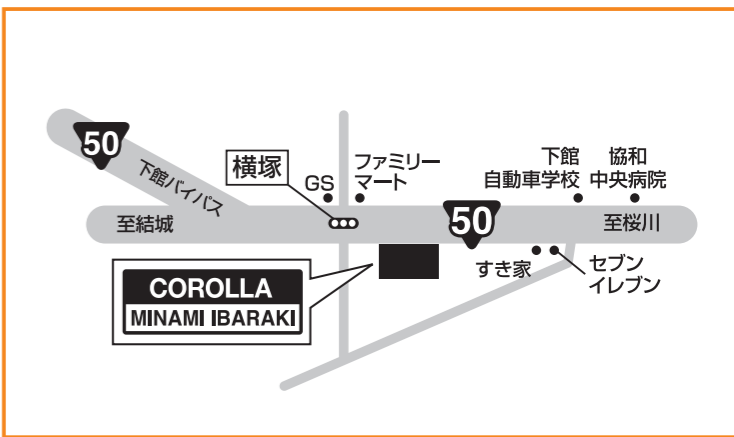 50
下館バイパス
横塚
GS
ファミリー
マート
下館
自動車学校
協和
中央病院
至結城
50
至桜川
すき家
セブン
イレブン
COROLLA
MINAMI IBARAKI